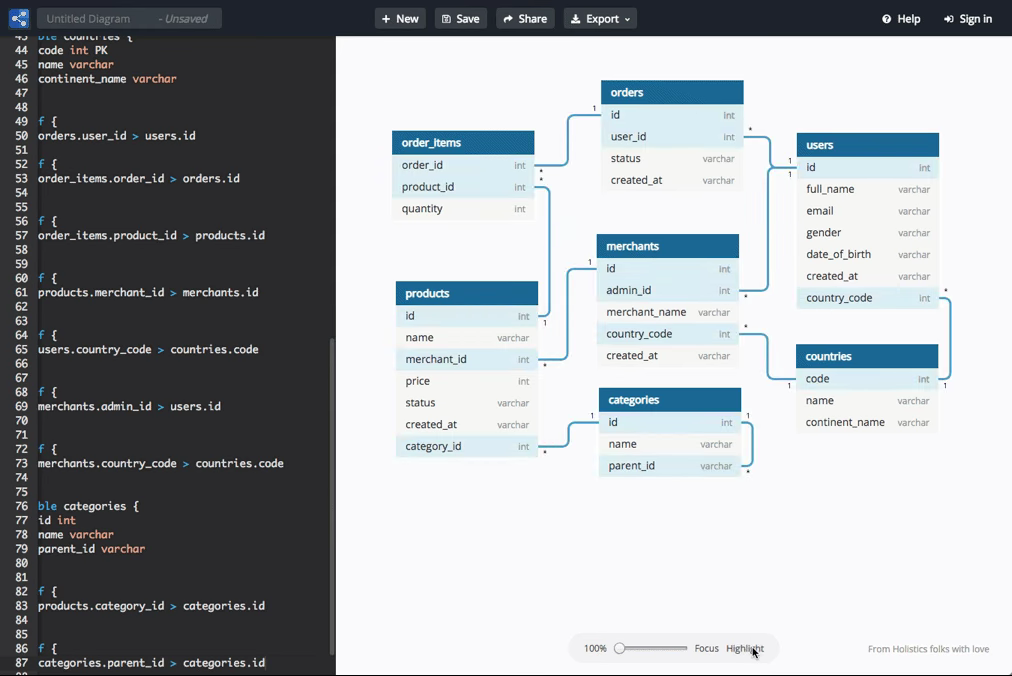 Untitled Diagram - Unsaved
+ New
Save
Share
Export
Help
Sign in
43 ble countries {
44 code int PK
45 name varchar
46 continent_name varchar
47
48
49 f {
50 orders.user_id > users.id
51
52 f {
53 order_items.order_id > orders.id
54
55
56 f {
57 order_items.product_id > products.id
58
59
60 f {
61 products.merchant_id > merchants.id
62
63
64 f {
65 users.country_code > countries.code
66
67
68 f {
69 merchants.admin_id > users.id
70
71
72 f {
73 merchants.country_code > countries.code
74
75
76 ble categories {
77 id int
78 name varchar
79 parent_id varchar
80
81
82 f {
83 products.category_id > categories.id
84
85
86 f {
87 categories.parent_id > categories.id
order_items
order_id int
product_id int
quantity int
orders
id int
user_id int
status varchar
created_at varchar
users
id int
full_name varchar
email varchar
gender varchar
date_of_birth varchar
created_at varchar
country_code int
merchants
id int
admin_id int
merchant_name varchar
country_code int
created_at varchar
products
id int
name varchar
merchant_id int
price int
status varchar
created_at varchar
category_id int
countries
code int
name varchar
continent_name varchar
categories
id int
name varchar
parent_id varchar
1
*
*
*
1
1
1
*
1
*
*
1
*
1
*
1
1
*
100% Focus Highlight
From Holistics folks with love